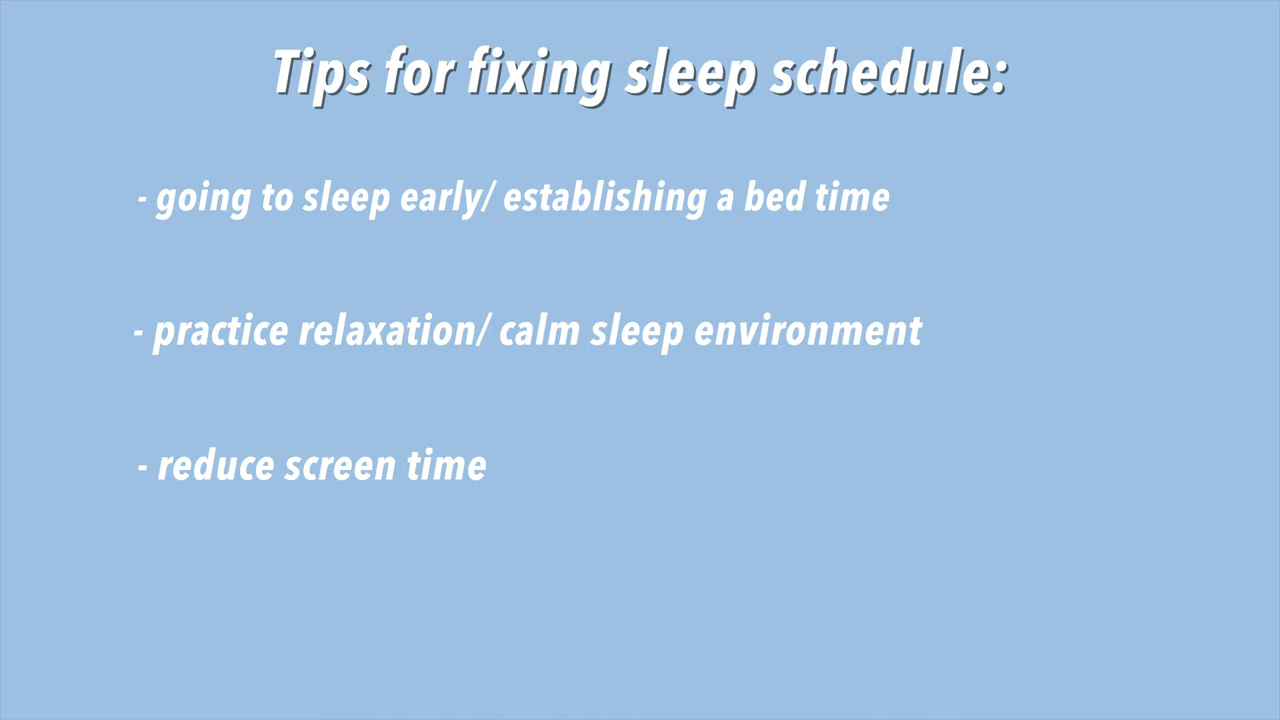 Tips for fixing sleep schedule:
- going to sleep early/ establishing a bed time
- practice relaxation/ calm sleep environment
- reduce screen time